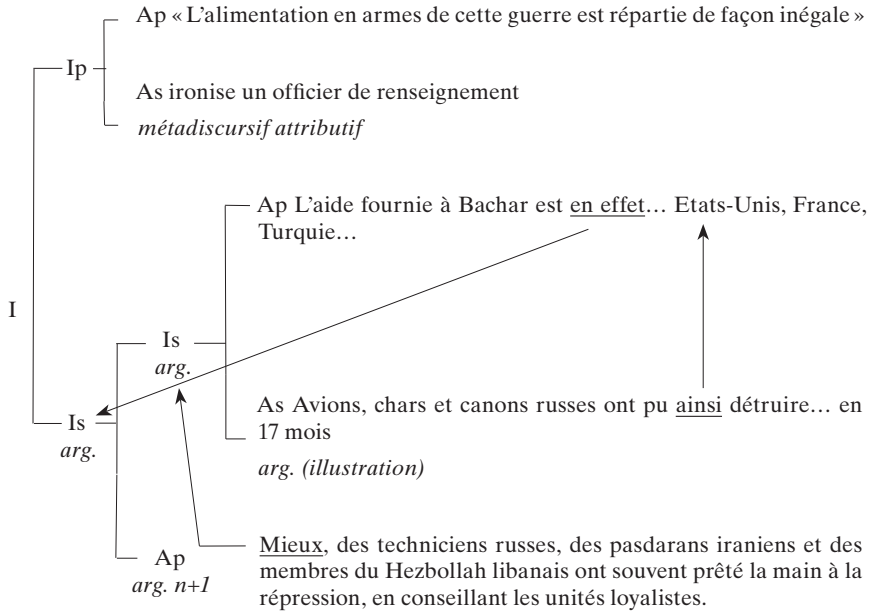 Ap « L’alimentation en armes de cette guerre est répartie de façon inégale »
Ip
As ironise un officier de renseignement
métadiscursif attributif
Ap L’aide fournie à Bachar est en effet… Etats-Unis, France,
Turquie…
I
Is
arg.
As Avions, chars et canons russes ont pu ainsi détruire… en
17 mois
arg. (illustration)
Is
arg.
Mieux, des techniciens russes, des pasdarans iraniens et des
membres du Hezbollah libanais ont souvent prêté la main à la
répression, en conseillant les unités loyalistes.
Ap
arg. n+1